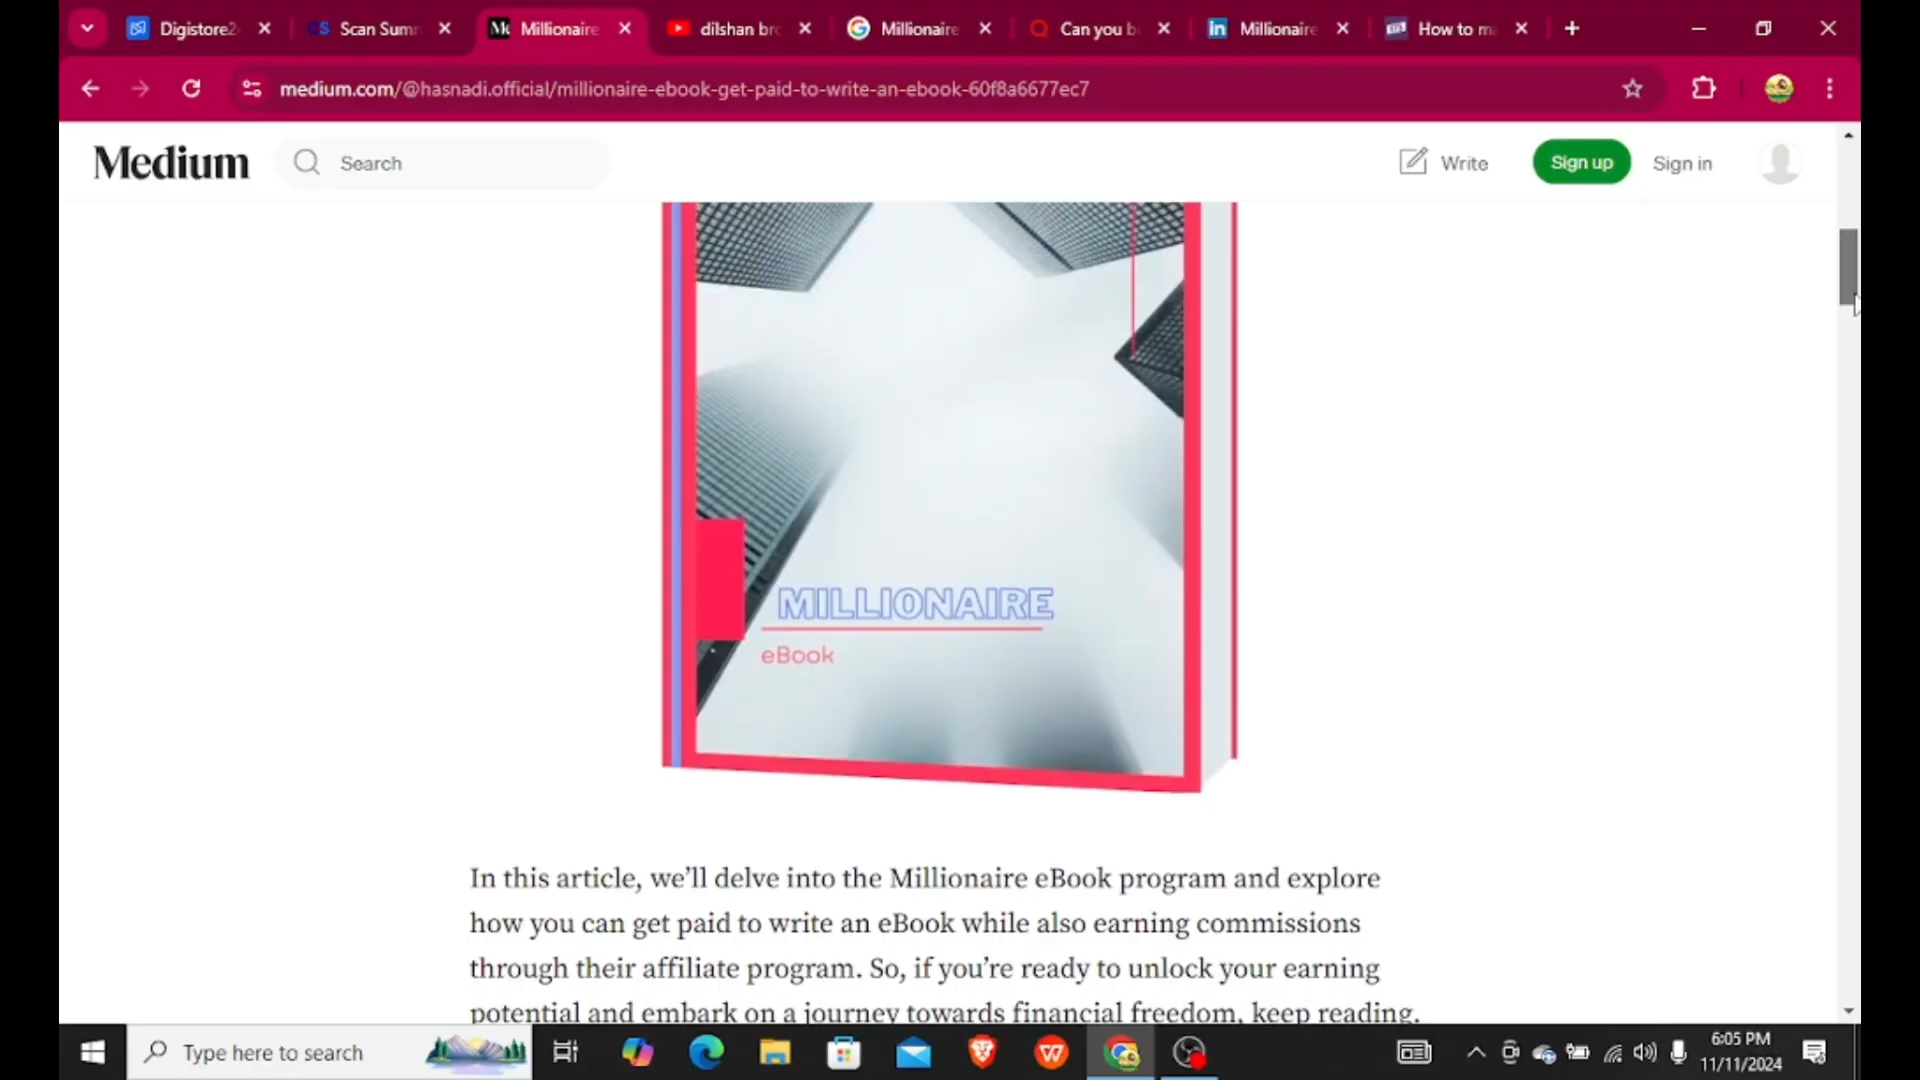 Digistore2
Scan Sum
Millionaire
dilshan bro
Millionaire
Can you b
Millionaire
How to m
medium.com/@hasnadi.official/millionaire-ebook-get-paid-to-write-an-ebook-60f8a6677ec7
Medium
Search
Write
Sign up
Sign in
MILLIONAIRE
eBook
In this article, we’ll delve into the Millionaire eBook program and explore
how you can get paid to write an eBook while also earning commissions
through their affiliate program. So, if you’re ready to unlock your earning
potential and embark on a journey towards financial freedom, keep reading.
Type here to search
6:05 PM
11/11/2024